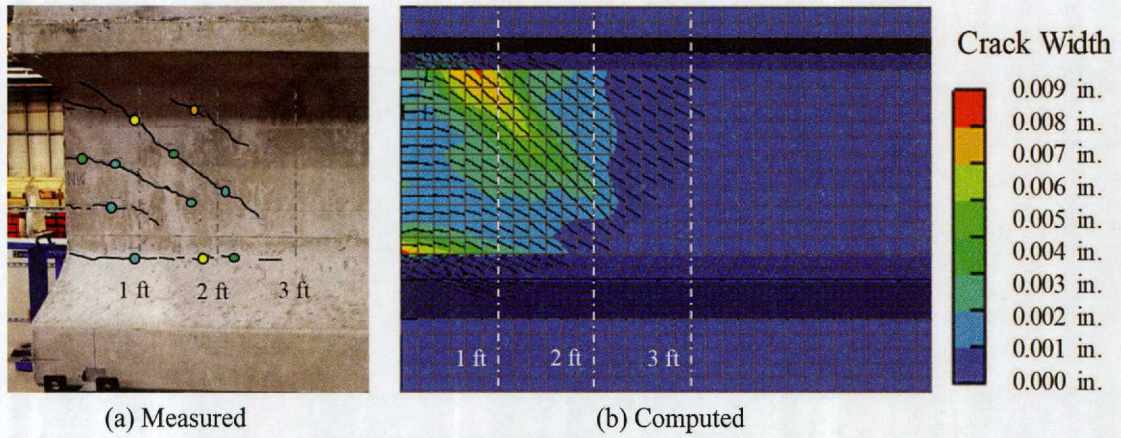 Crack Width
0.009 in.
0.008 in.
0.007 in.
0.006 in.
0.005 in.
0.004 in.
0.003 in.
0.002 in.
0.001 in.
0.000 in.
1 ft 2 ft 3 ft
1 ft 2 ft 3 ft
(a) Measured
(b) Computed